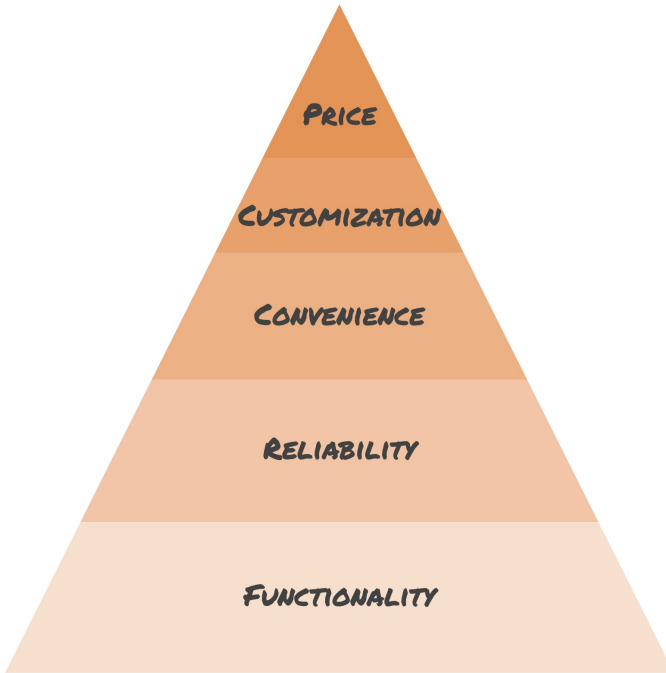 Price
Customization
Convenience
Reliability
Functionality